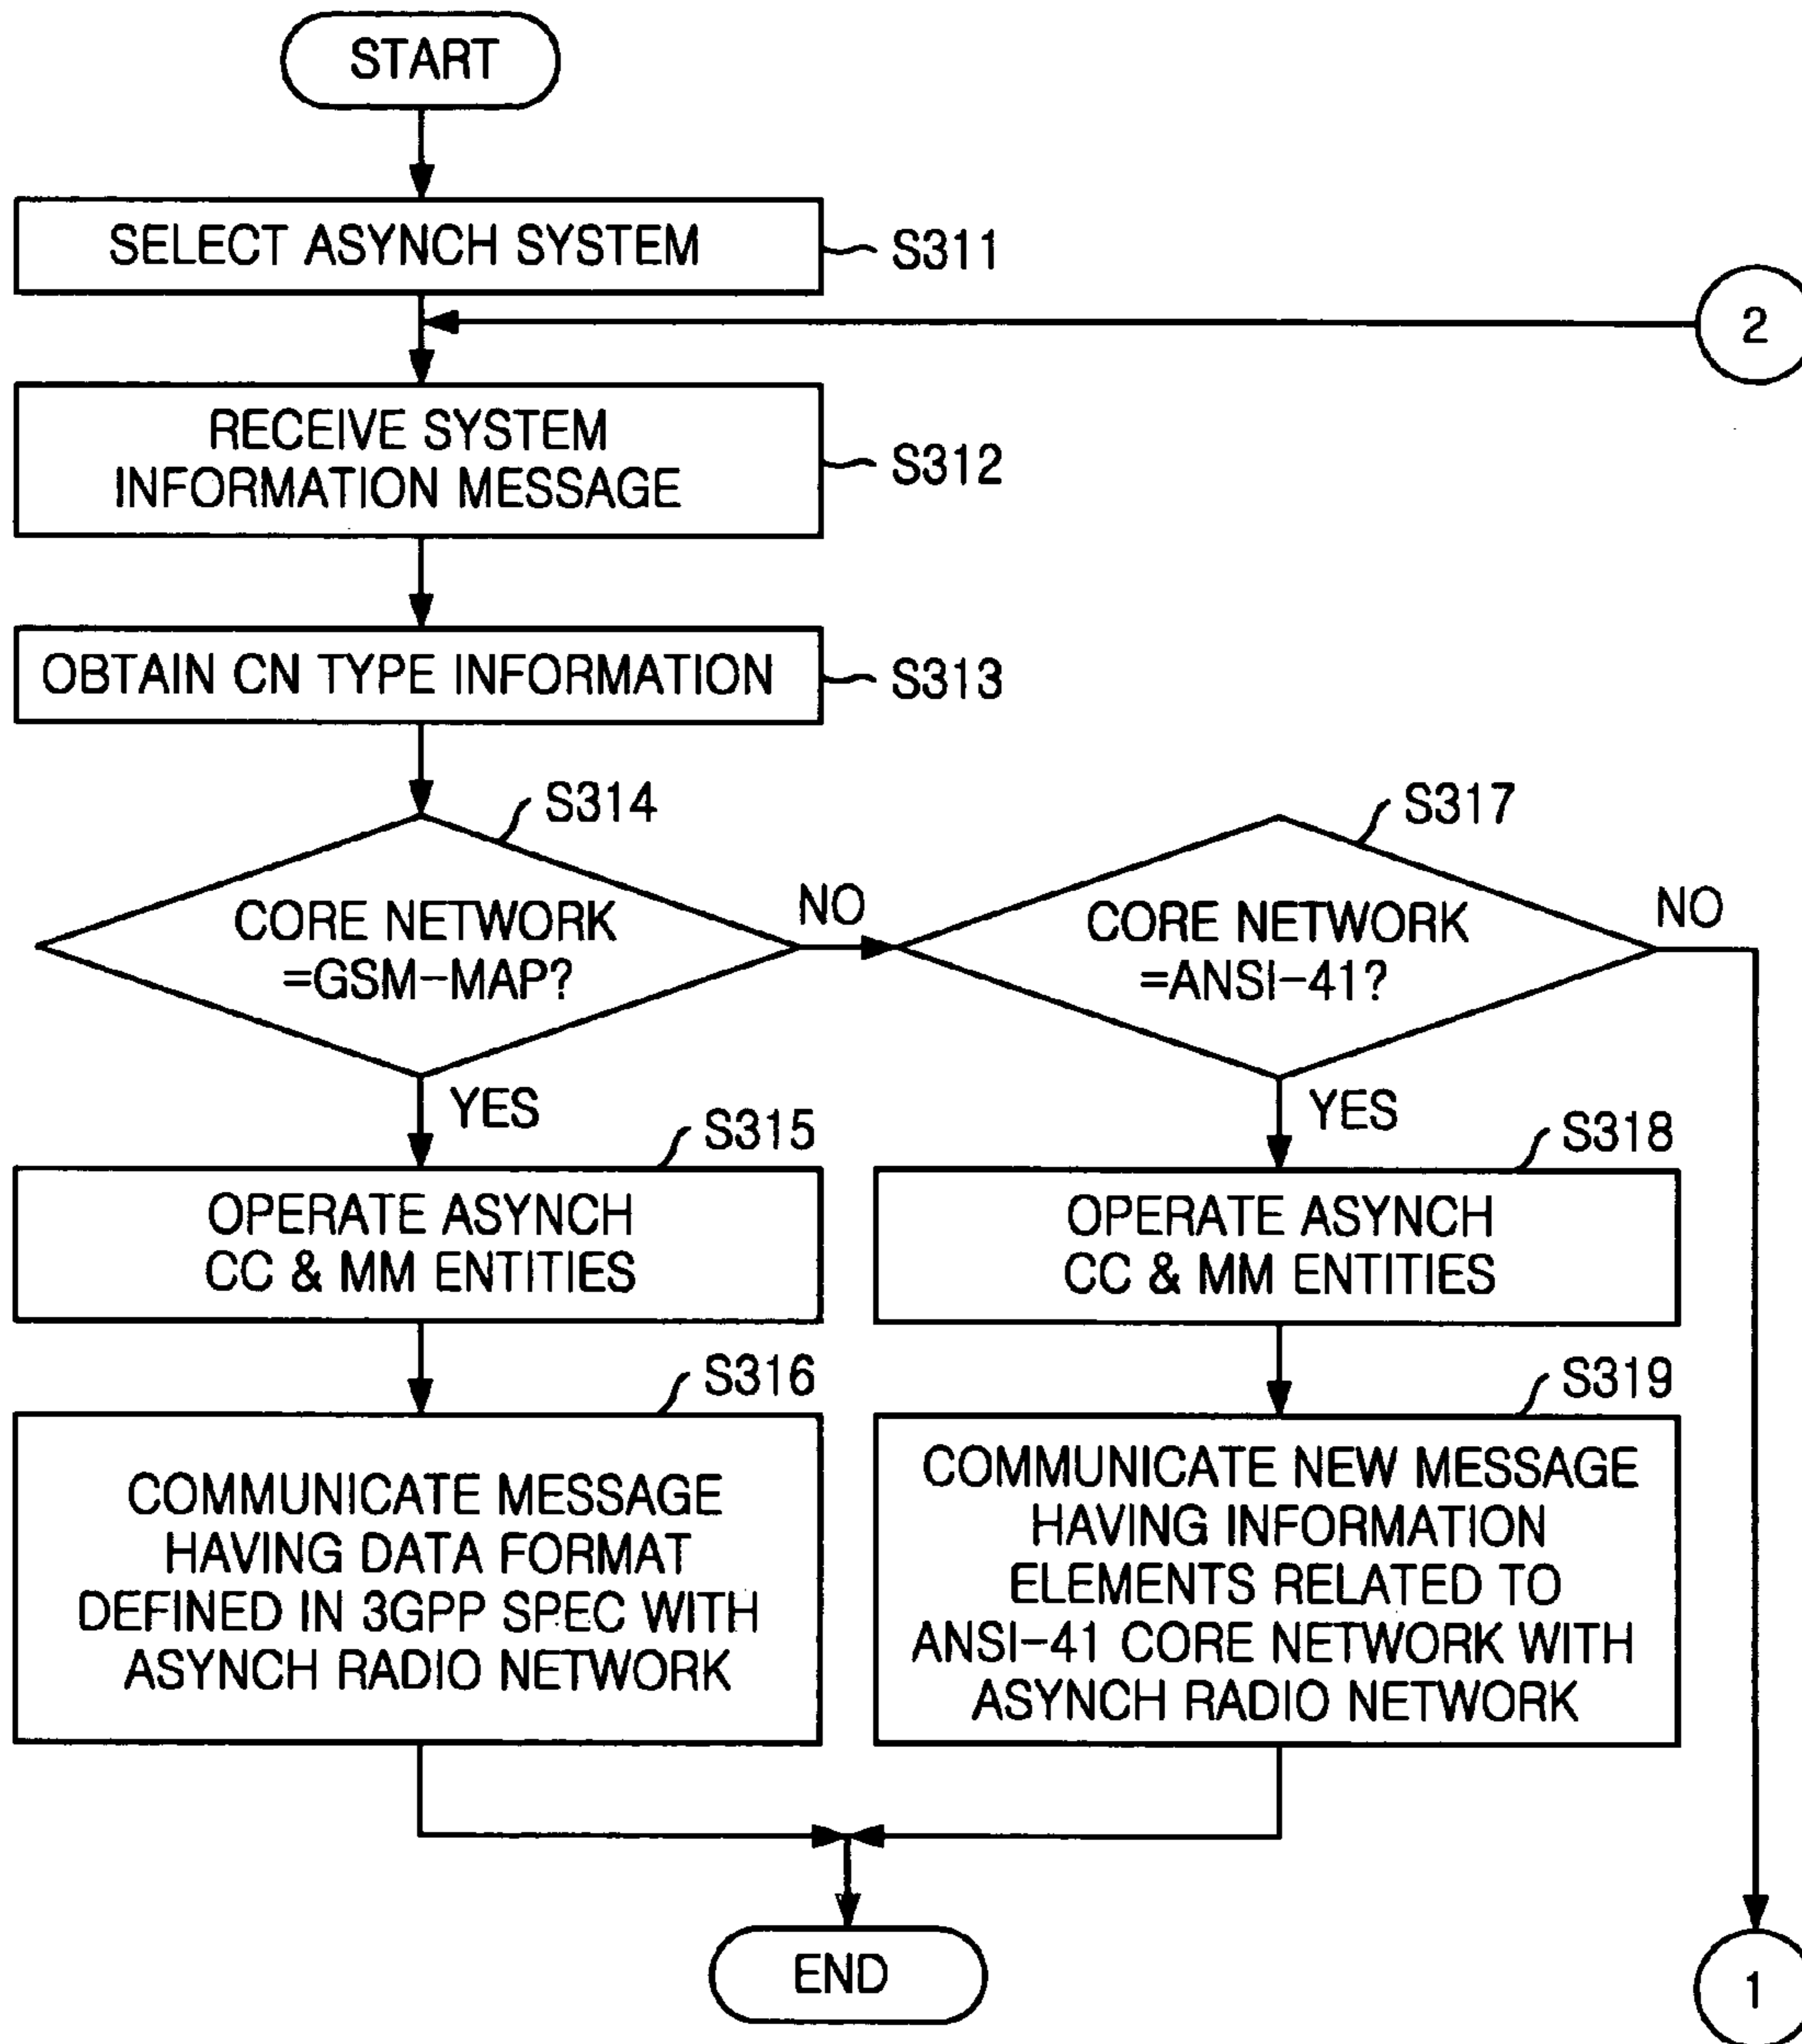 START
SELECT ASYNCH SYSTEM
S311
2
RECEIVE SYSTEM
INFORMATION MESSAGE
S312
OBTAIN CN TYPE INFORMATION
S313
S314
CORE NETWORK
=GSM-MAP?
NO
S317
CORE NETWORK
=ANSI-41?
NO
YES
S315
OPERATE ASYNCH
CC & MM ENTITIES
YES
S318
OPERATE ASYNCH
CC & MM ENTITIES
S316
COMMUNICATE MESSAGE
HAVING DATA FORMAT
DEFINED IN 3GPP SPEC WITH
ASYNCH RADIO NETWORK
S319
COMMUNICATE NEW MESSAGE
HAVING INFORMATION
ELEMENTS RELATED TO
ANSI-41 CORE NETWORK WITH
ASYNCH RADIO NETWORK
END
1